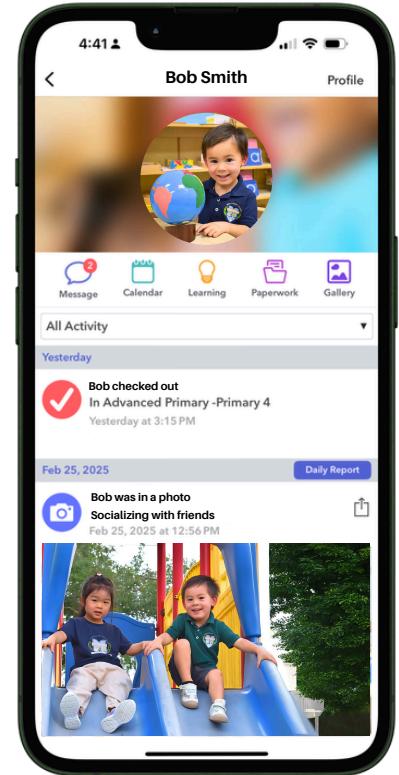 4:41
Bob Smith
Profile
2
Message
Calendar
Learning
Paperwork
Gallery
All Activity
Yesterday
Bob checked out
In Advanced Primary -Primary 4
Yesterday at 3:15 PM
Feb 25, 2025
Daily Report
Bob was in a photo
Socializing with friends
Feb 25, 2025 at 12:56 PM